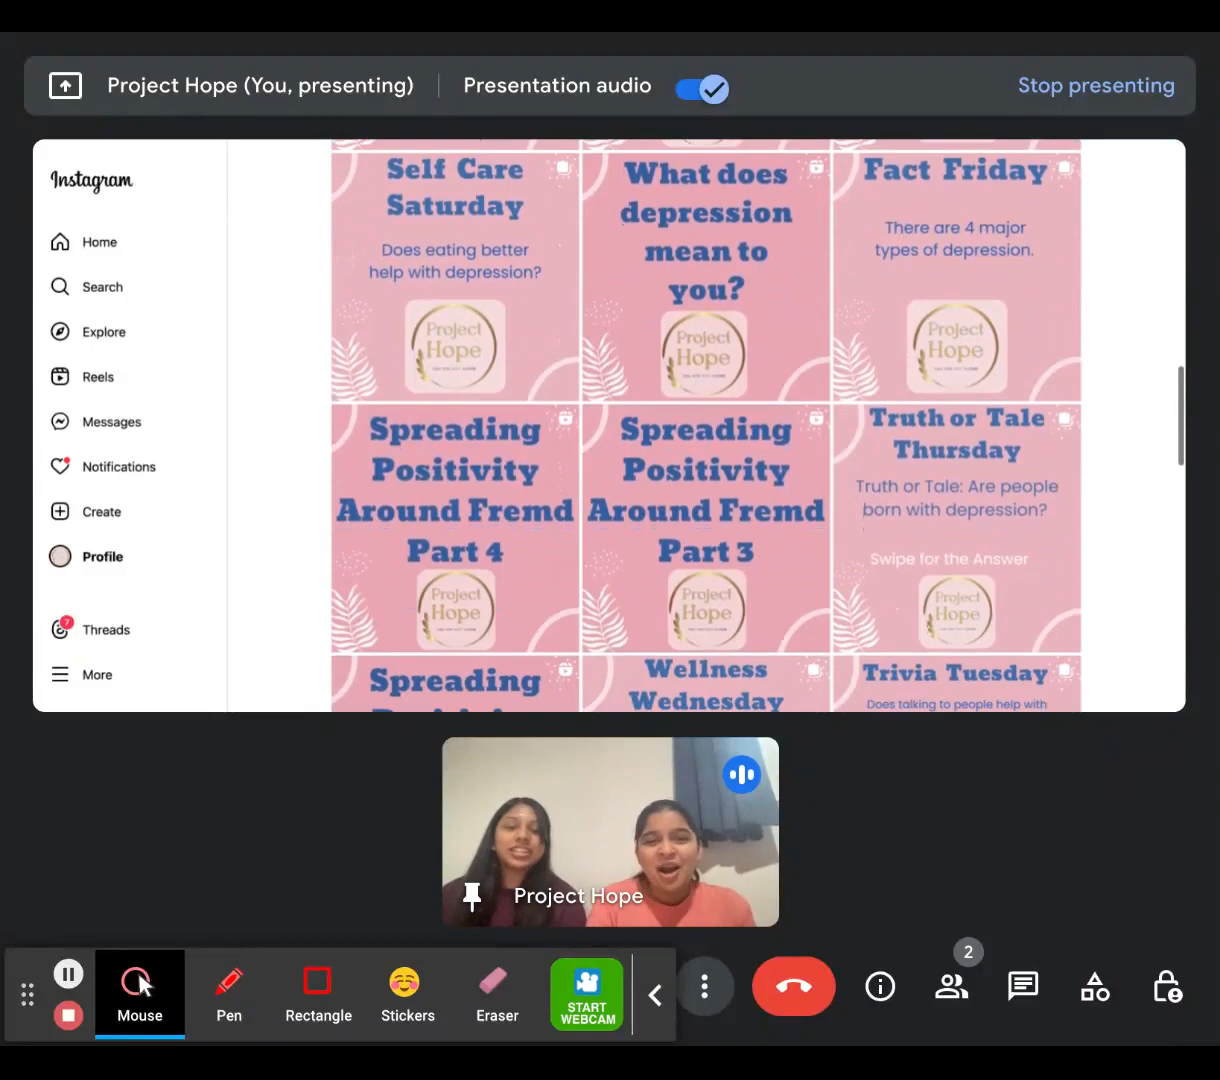 Project Hope (You, presenting)
Presentation audio
Stop presenting
Instagram
Home
Search
Explore
Reels
Messages
Notifications
Create
Profile
7
Threads
More
Self Care
Saturday
Does eating better
help with depression?
Project
Hope
What does
depression
mean to
you?
Project
Hope
Fact Friday
There are 4 major
types of depression.
Project
Hope
Spreading
Positivity
Around Fremd
Part 4
Project
Hope
Spreading
Positivity
Around Fremd
Part 3
Project
Hope
Truth or Tale
Thursday
Truth or Tale: Are people
born with depression?
Swipe for the Answer
Project
Hope
Spreading
Wellness
Wednesday
Trivia Tuesday
Does talking to people help with
Project Hope
Mouse
Pen
Rectangle
Stickers
Eraser
START
WEBCAM
2